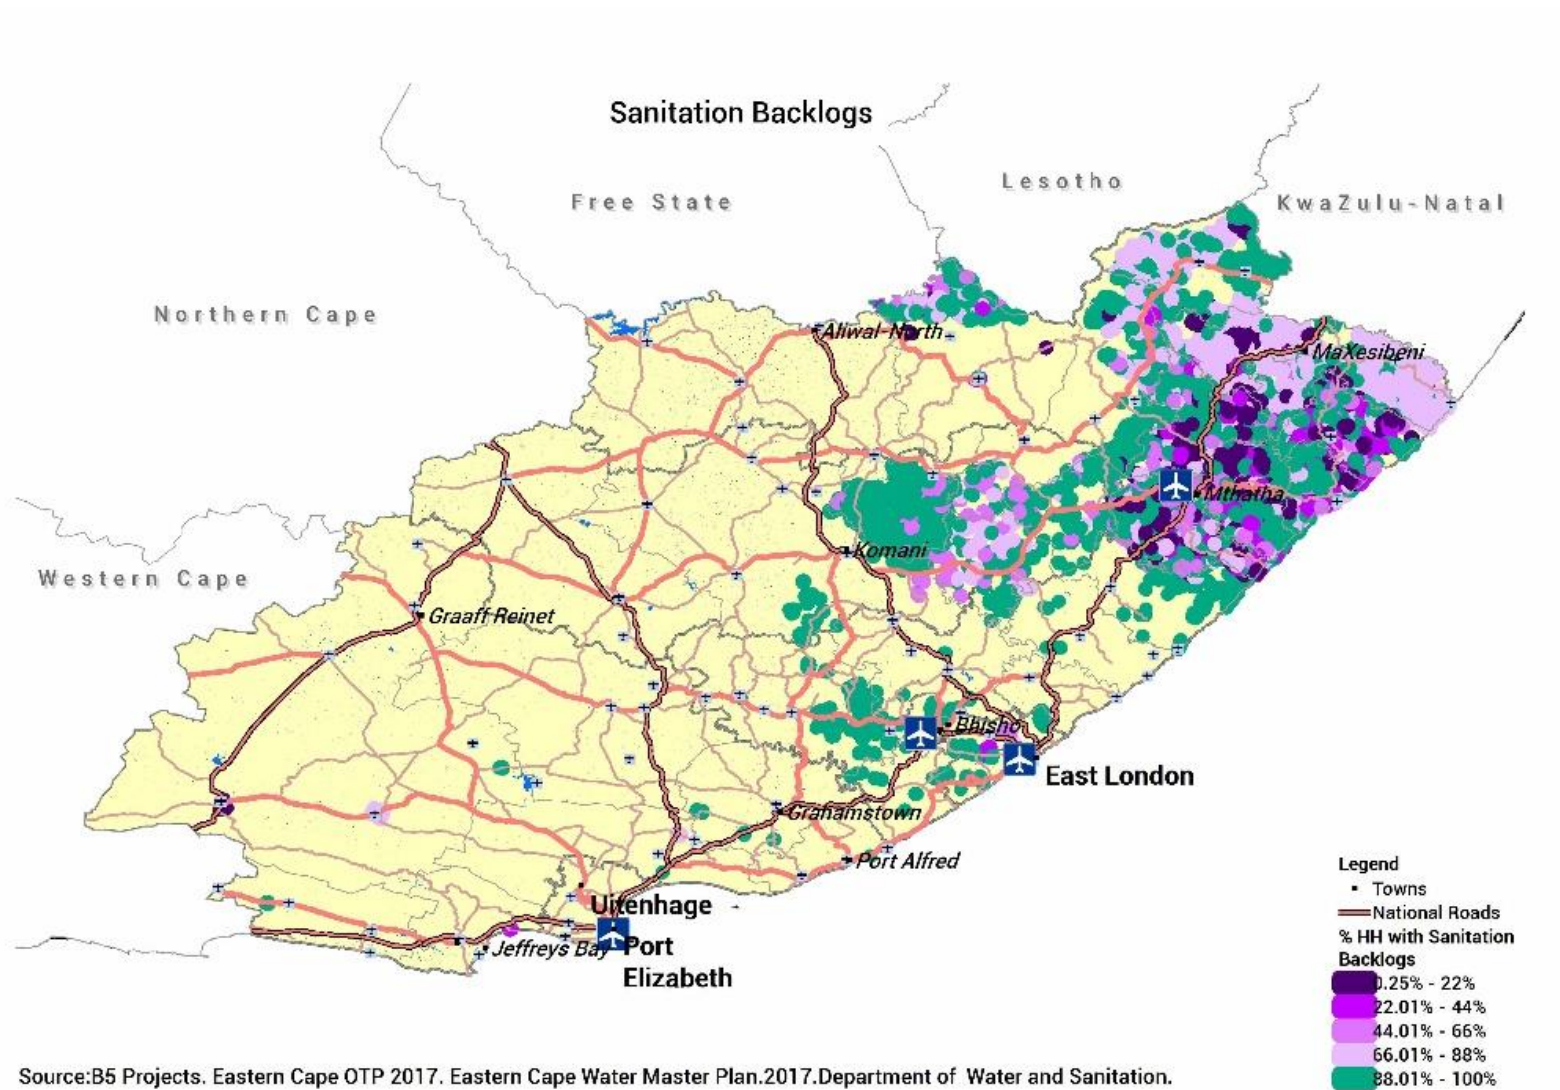 Sanitation Backlogs
Lesotho
Free State
KwaZulu-Natal
Northern Cape
Aliwal-North
MaXesibeni
Mthatha
Komani
Western Cape
Graaff Reinet
Bhisho
East London
Grahamstown
Port Alfred
Uitenhage
Jeffreys Bay
Port
Elizabeth
Legend
Towns
National Roads
% HH with Sanitation
Backlogs
0.25% - 22%
22.01% - 44%
44.01% - 66%
66.01% - 88%
88.01% - 100%
Source:B5 Projects. Eastern Cape OTP 2017. Eastern Cape Water Master Plan.2017.Department of Water and Sanitation.